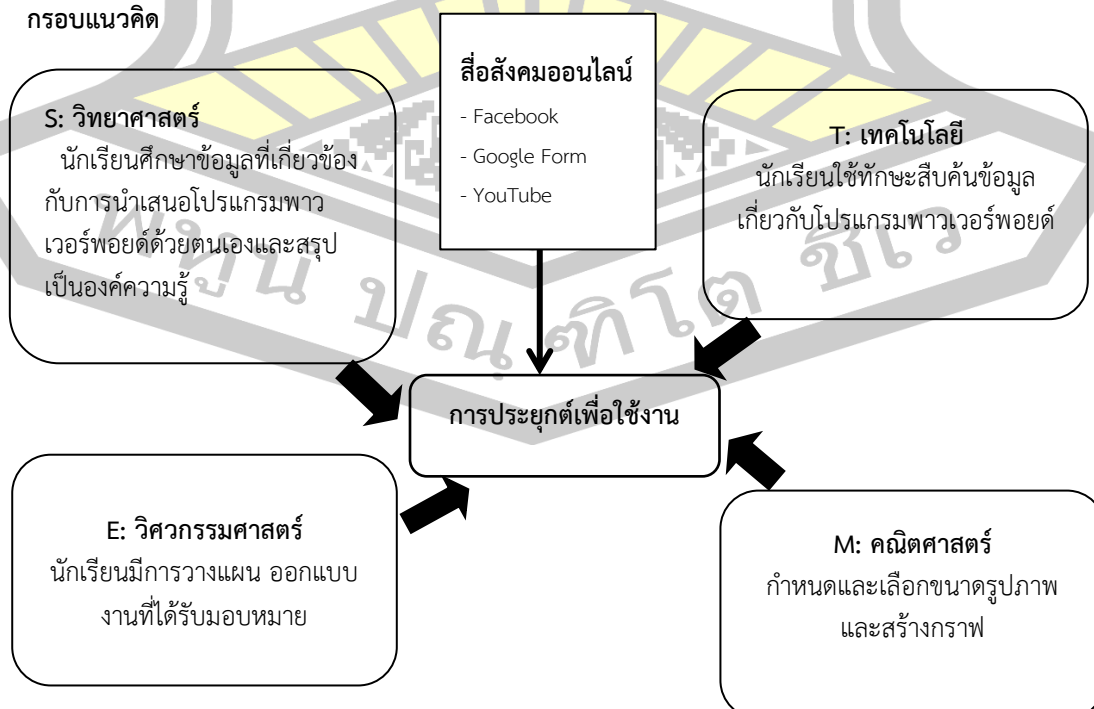 กรอบแนวคิด
สื่อสังคมออนไลน์
- Facebook
- Google Form
- YouTube
S: วิทยาศาสตร์
นักเรียนศึกษาข้อมูลที่เกี่ยวข้อง
กับการนำเสนอโปรแกรมพาว
เวอร์พอยด์ด้วยตนเองและสรุป
เป็นองค์ความรู้
T: เทคโนโลยี
นักเรียนใช้ทักษะสืบค้นข้อมูล
เกี่ยวกับโปรแกรมพาวเวอร์พอยด์
พหูน ปณฺฑิโต ชีเว
การประยุกต์เพื่อใช้งาน
E: วิศวกรรมศาสตร์
นักเรียนมีการวางแผน ออกแบบ
งานที่ได้รับมอบหมาย
M: คณิตศาสตร์
กำหนดและเลือกขนาดรูปภาพ
และสร้างกราฟ